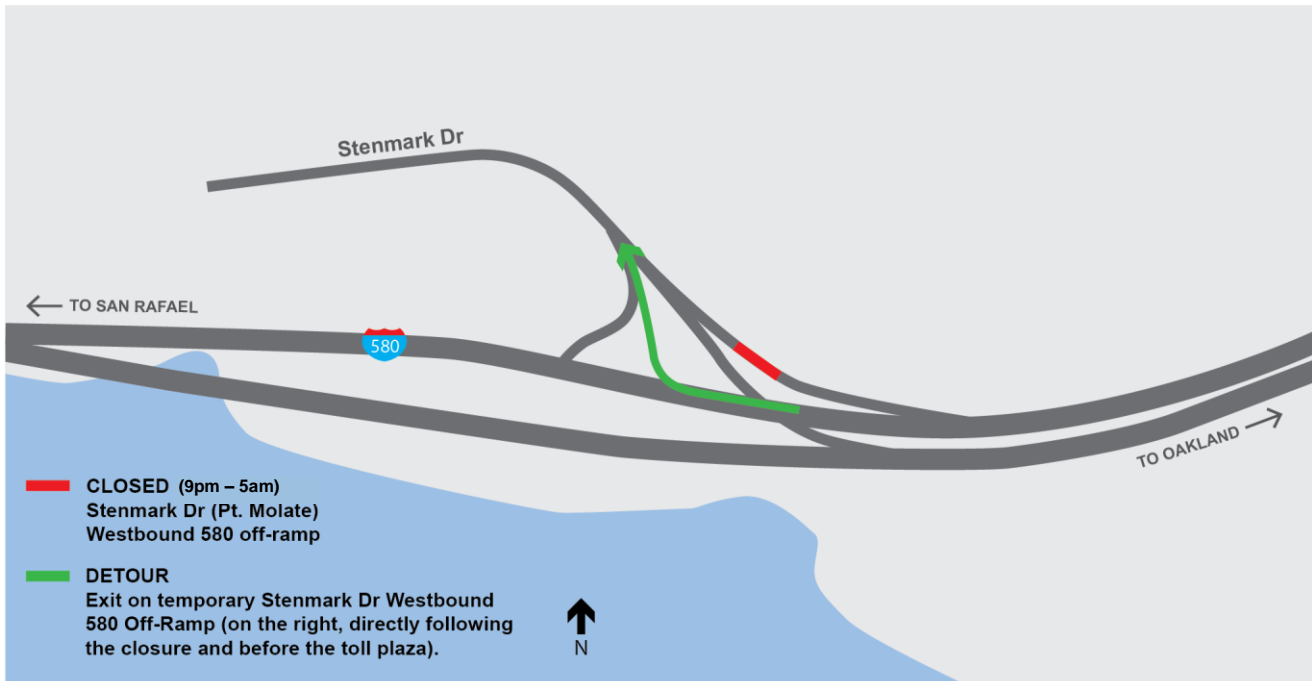 Stenmark Dr
TO SAN RAFAEL
580
TO OAKLAND
CLOSED (9pm – 5am)
Stenmark Dr (Pt. Molate)
Westbound 580 off-ramp
DETOUR
Exit on temporary Stenmark Dr Westbound
580 Off-Ramp (on the right, directly following
the closure and before the toll plaza).
N